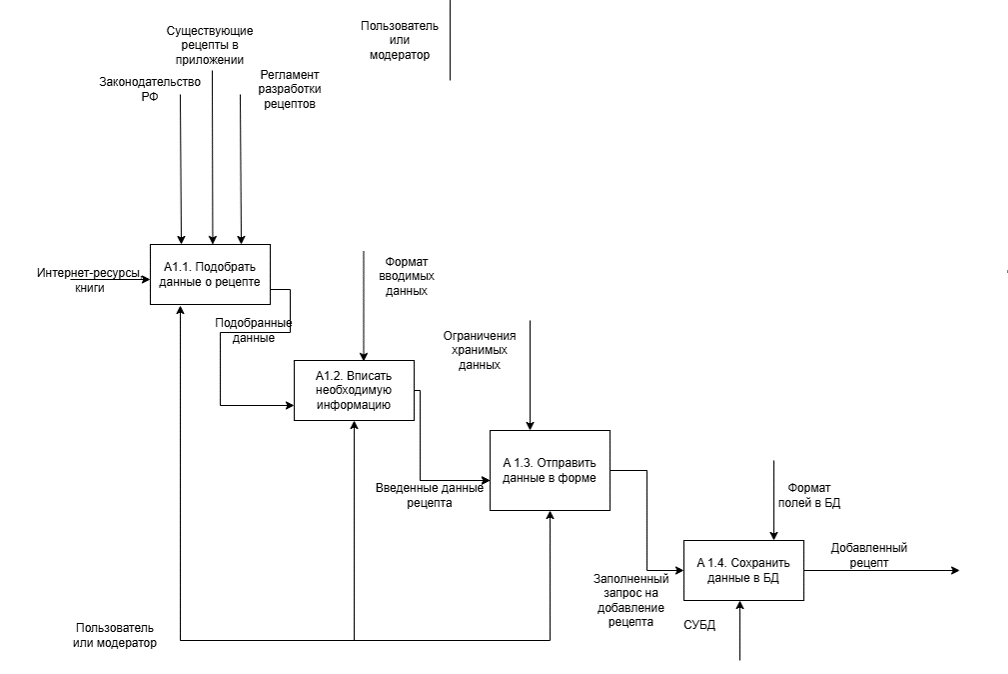 Существующие
рецепты в
приложении
Пользователь
или
модератор
Законодательство
РФ
Регламент
разработки
рецептов
Интернет-ресурсы,
книги
А1.1. Подобрать
данные о рецепте
Формат
вводимых
данных
Подобранные
данные
Ограничения
хранимых
данных
А1.2. Вписать
необходимую
информацию
А 1.3. Отправить
данные в форме
Введенные данные
рецепта
Формат
полей в БД
А 1.4. Сохранить
данные в БД
Добавленный
рецепт
Заполненный
запрос на
добавление
рецепта
СУБД
Пользователь
или модератор